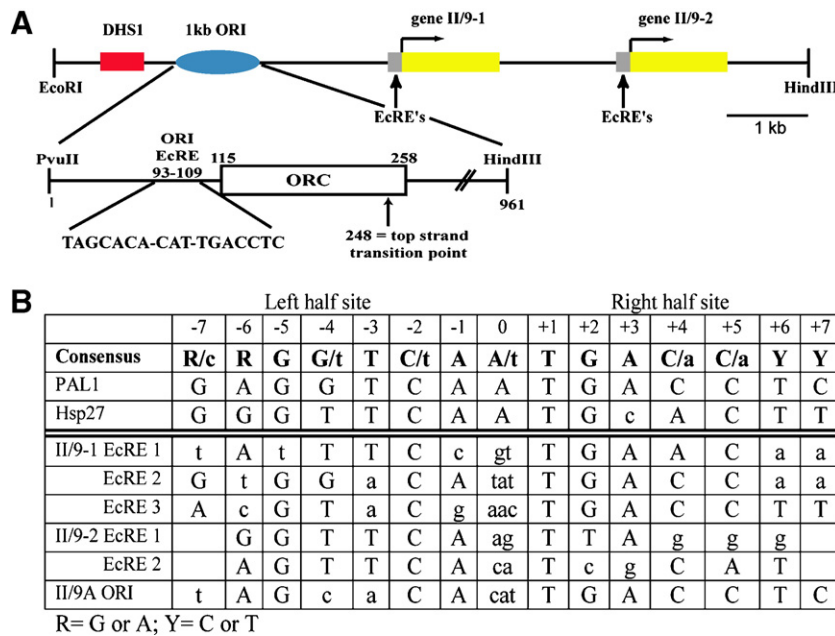 A
DHS1 1kb ORI gene II/9-1 gene II/9-2
EcoRI EcRE's EcRE's HindIII
1 kb
PvuII ORI EcRE 93-109 115 258 HindIII
ORC
1 961
TAGCACA-CAT-TGACCTC
248 = top strand
transition point
B
Left half site Right half site
-7 -6 -5 -4 -3 -2 -1 0 +1 +2 +3 +4 +5 +6 +7
Consensus R/c R G G/t T C/t A A/t T G A C/a C/a Y Y
PAL1 G A G G T C A A T G A C C T C
Hsp27 G G G T T C A A T G c A C T T
II/9-1 EcRE 1 t A t T T C c gt T G A A C a a
EcRE 2 G t G G a C A tat T G A C C a a
EcRE 3 A c G T a C g aac T G A C C T T
II/9-2 EcRE 1 G G T T C A ag T T A g g g
EcRE 2 A G T T C A ca T c g C A T
II/9A ORI t A G c a C A cat T G A C C T C
R= G or A; Y= C or T